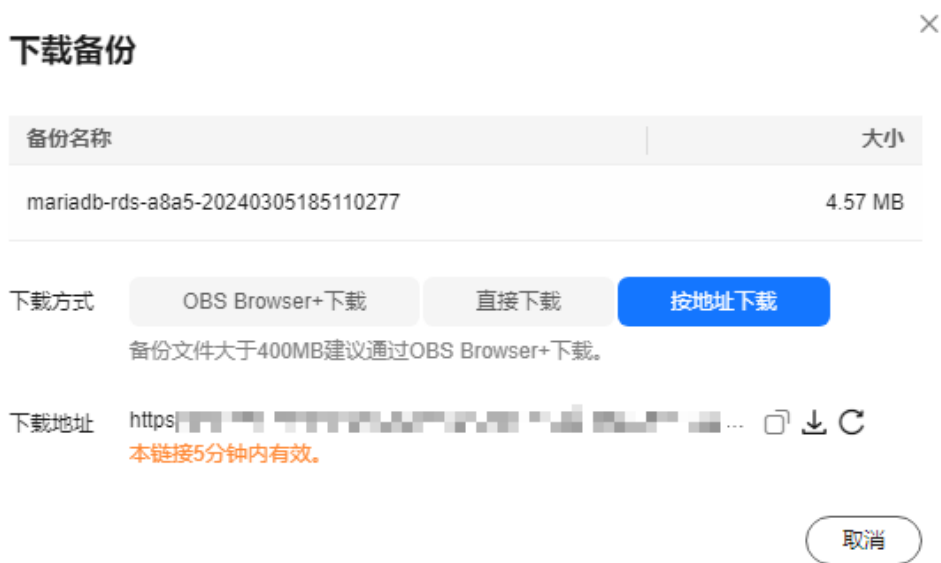 下载备份
备份名称 大小
mariadb-rds-a8a5-20240305185110277 4.57 MB
下载方式 OBS Browser+下载 直接下载 按地址下载
备份文件大于400MB建议通过OBS Browser+下载。
下载地址 https ...
本链接5分钟内有效。
取消